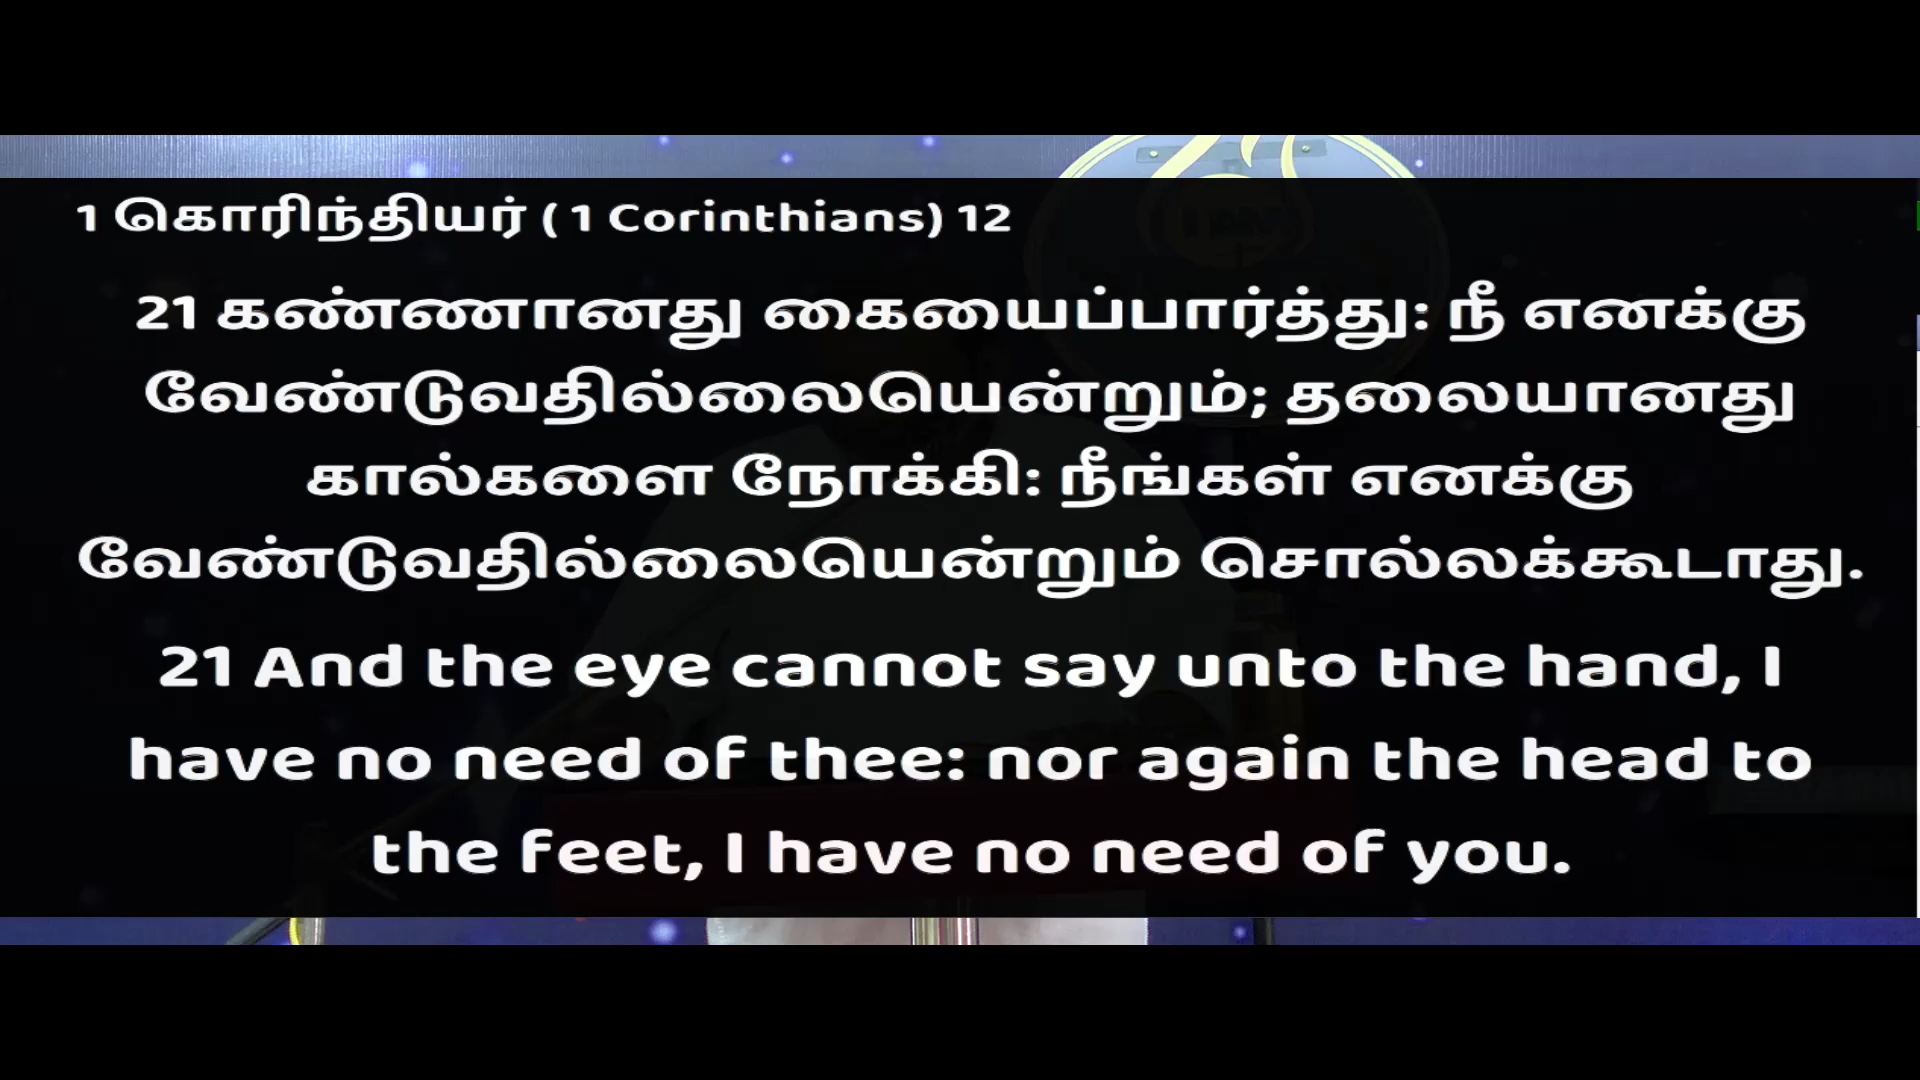 1 கொரிந்தியர் ( 1 Corinthians) 12
21 கண்ணானது கையைப்பார்த்து: நீ எனக்கு
வேண்டுவதில்லையென்றும்; தலையானது
கால்களை நோக்கி: நீங்கள் எனக்கு
வேண்டுவதில்லையென்றும் சொல்லக்கூடாது.
21 And the eye cannot say unto the hand, I
have no need of thee: nor again the head to
the feet, I have no need of you.